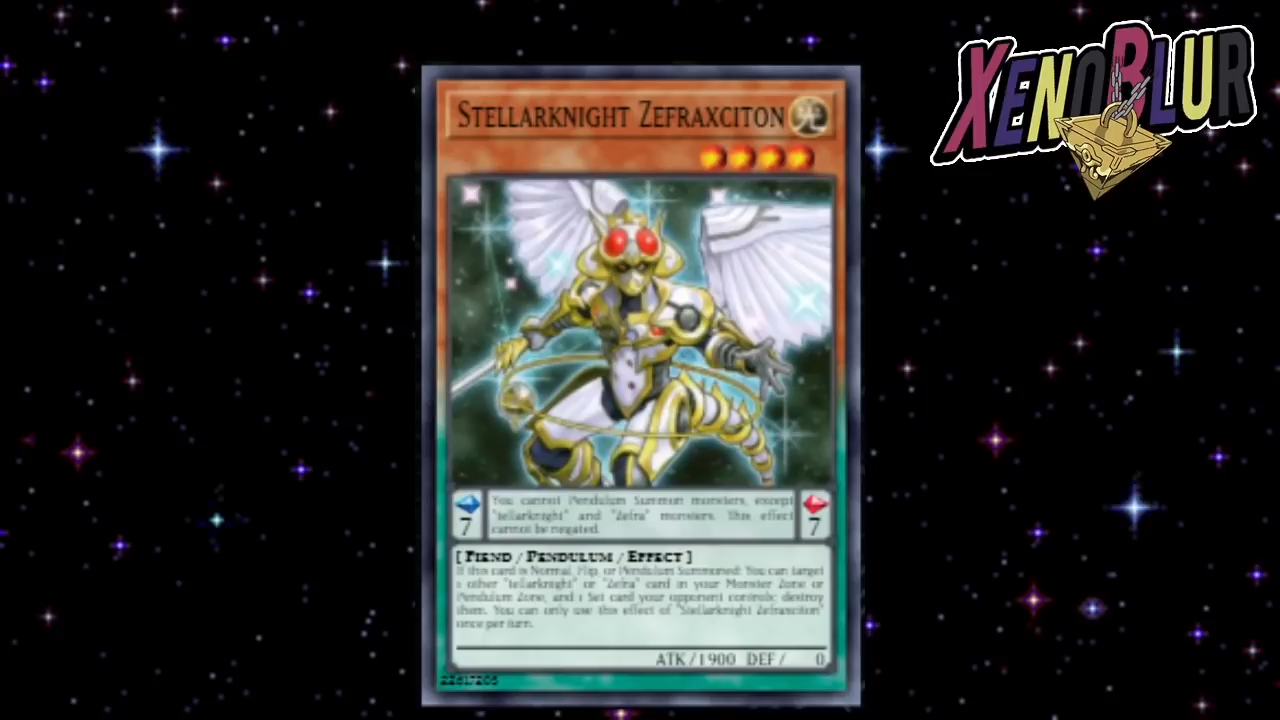 XENOBLUR
STELLARKNIGHT ZEFRAXCITON
You cannot Pendulum Summon monsters, except
"tellarknight" and "Zefra" monsters. This effect
cannot be negated.
7
7
[ FIEND / PENDULUM / EFFECT ]
If this card is Normal, Flip, or Pendulum Summoned: You can target
1 other "tellarknight" or "Zefra" card in your Monster Zone or
Pendulum Zone, and 1 Set card your opponent controls; destroy
them. You can only use this effect of "Stellarknight Zefraxciton"
once per turn.
ATK/1900 DEF/ 0
22617205